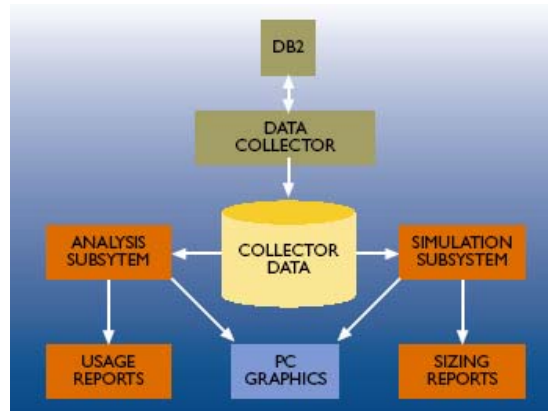 DB2
DATA
COLLECTOR
ANALYSIS
SUBSYTEM
COLLECTOR
DATA
SIMULATION
SUBSYSTEM
USAGE
REPORTS
PC
GRAPHICS
SIZING
REPORTS